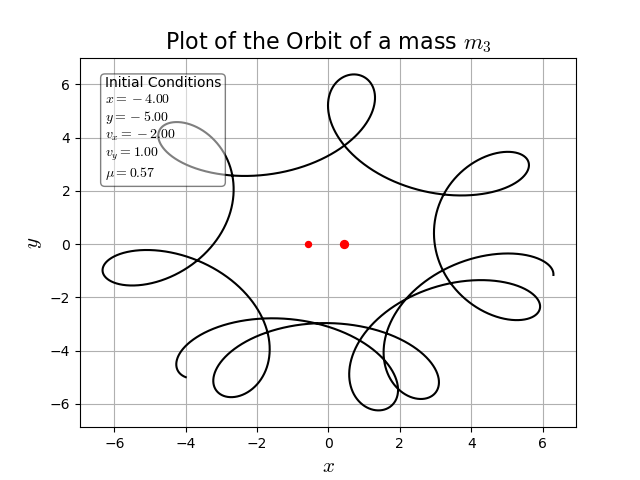 Plot of the Orbit of a mass m₃
Initial Conditions
x = −4.00
y = −5.00
vₓ = −2.00
v_y = 1.00
μ = 0.57
y
6
4
2
0
−2
−4
−6
−6 −4 −2 0 2 4 6
x